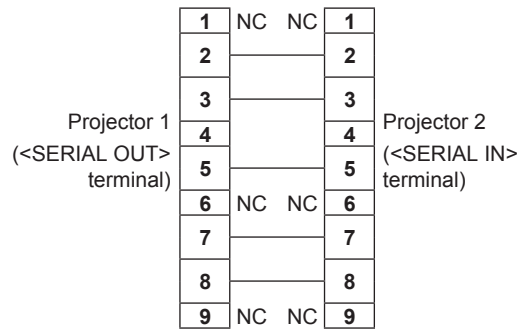 1 NC NC 1
2 2
3 3
Projector 1
(<SERIAL OUT>
terminal)
4 4
Projector 2
(<SERIAL IN>
terminal)
5 5
6 NC NC 6
7 7
8 8
9 NC NC 9